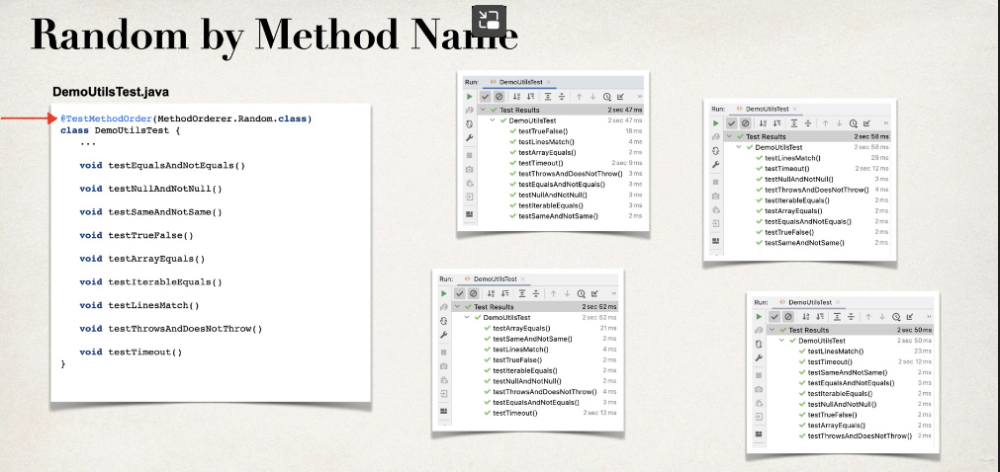 Random by Method Name
DemoUtilsTest.java
@TestMethodOrder(MethodOrderer.Random.class)
class DemoUtilsTest {
...
void testEqualsAndNotEquals()
void testNullAndNotNull()
void testSameAndNotSame()
void testTrueFalse()
void testArrayEquals()
void testIterableEquals()
void testLinesMatch()
void testThrowsAndDoesNotThrow()
void testTimeout()
}
Run: DemoUtilsTest
Test Results 2 sec 47 ms
DemoUtilsTest 2 sec 47 ms
testTrueFalse() 18 ms
testLinesMatch() 4 ms
testArrayEquals() 2 ms
testTimeout() 2 sec 9 ms
testThrowsAndDoesNotThrow() 3 ms
testEqualsAndNotEquals() 3 ms
testNullAndNotNull() 3 ms
testIterableEquals() 3 ms
testSameAndNotSame() 2 ms
Run: DemoUtilsTest
Test Results 2 sec 58 ms
DemoUtilsTest 2 sec 58 ms
testLinesMatch() 29 ms
testTimeout() 2 sec 12 ms
testNullAndNotNull() 3 ms
testThrowsAndDoesNotThrow() 4 ms
testIterableEquals() 2 ms
testArrayEquals() 2 ms
testEqualsAndNotEquals() 2 ms
testTrueFalse() 2 ms
testSameAndNotSame() 2 ms
Run: DemoUtilsTest
Test Results 2 sec 52 ms
DemoUtilsTest 2 sec 52 ms
testArrayEquals() 21 ms
testSameAndNotSame() 2 ms
testLinesMatch() 4 ms
testTrueFalse() 2 ms
testIterableEquals() 2 ms
testNullAndNotNull() 2 ms
testThrowsAndDoesNotThrow() 4 ms
testEqualsAndNotEquals() 3 ms
testTimeout() 2 sec 12 ms
Run: DemoUtilsTest
Test Results 2 sec 50 ms
DemoUtilsTest 2 sec 50 ms
testLinesMatch() 23 ms
testTimeout() 2 sec 12 ms
testSameAndNotSame() 2 ms
testEqualsAndNotEquals() 3 ms
testIterableEquals() 2 ms
testNullAndNotNull() 2 ms
testTrueFalse() 2 ms
testArrayEquals() 2 ms
testThrowsAndDoesNotThrow() 2 ms